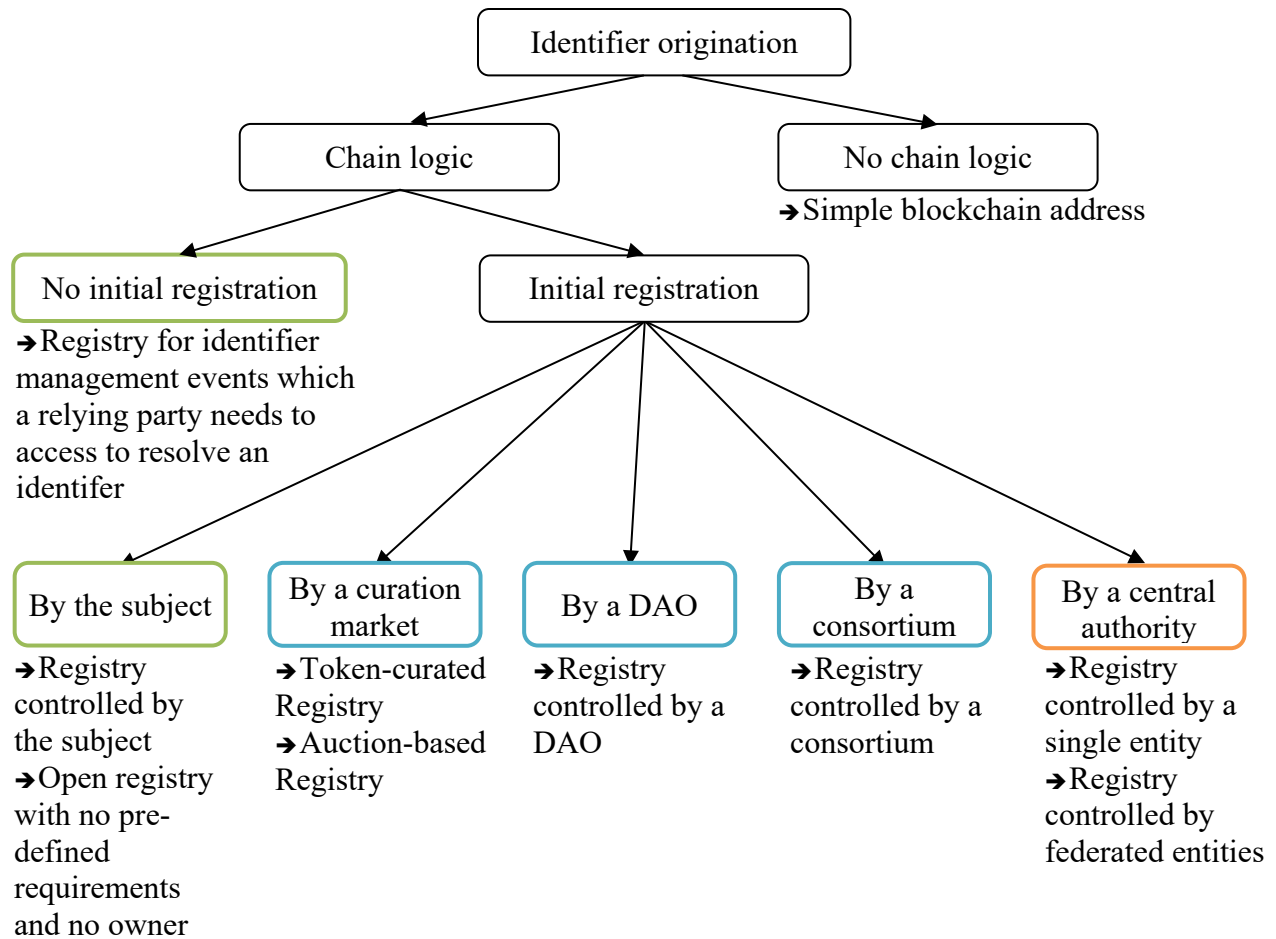 Identifier origination
Chain logic
No chain logic
➔Simple blockchain address
No initial registration
Initial registration
➔Registry for identifier
management events which
a relying party needs to
access to resolve an
identifer
By the subject
➔Registry
controlled by
the subject
➔Open registry
with no pre-
defined
requirements
and no owner
By a curation
market
➔Token-curated
Registry
➔Auction-based
Registry
By a DAO
➔Registry
controlled by a
DAO
By a
consortium
➔Registry
controlled by a
consortium
By a central
authority
➔Registry
controlled by a
single entity
➔Registry
controlled by
federated entities